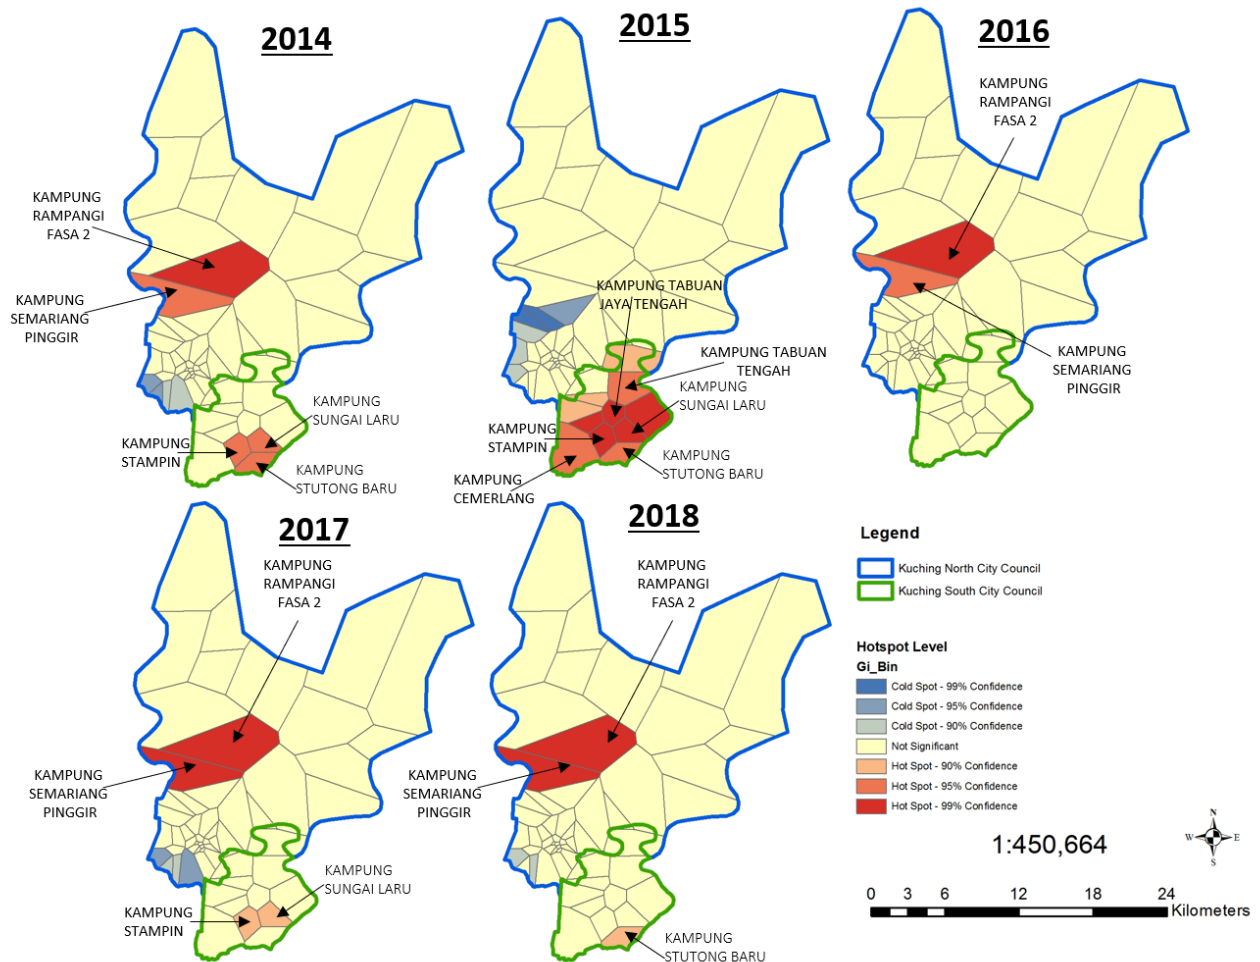 2014
KAMPUNG
RAMPANGI
FASA 2
KAMPUNG
SEMARIANG
PINGGIR
KAMPUNG
SUNGAI LARU
KAMPUNG
STAMPIN
KAMPUNG
STUTONG BARU
2015
KAMPUNG TABUAN
JAYA/TENGAH
KAMPUNG TABUAN
TENGAH
KAMPUNG
SUNGAI LARU
KAMPUNG
STAMPIN
KAMPUNG
STUTONG BARU
KAMPUNG
CEMERLANG
2016
KAMPUNG
RAMPANGI
FASA 2
KAMPUNG
SEMARIANG
PINGGIR
2017
KAMPUNG
RAMPANGI
FASA 2
KAMPUNG
SEMARIANG
PINGGIR
KAMPUNG
SUNGAI LARU
KAMPUNG
STAMPIN
2018
KAMPUNG
RAMPANGI
FASA 2
KAMPUNG
SEMARIANG
PINGGIR
KAMPUNG
STUTONG BARU
Legend
Kuching North City Council
Kuching South City Council
Hotspot Level
Gi_Bin
Cold Spot - 99% Confidence
Cold Spot - 95% Confidence
Cold Spot - 90% Confidence
Not Significant
Hot Spot - 90% Confidence
Hot Spot - 95% Confidence
Hot Spot - 99% Confidence
1:450,664
N
W E
S
0 3 6 12 18 24
Kilometers